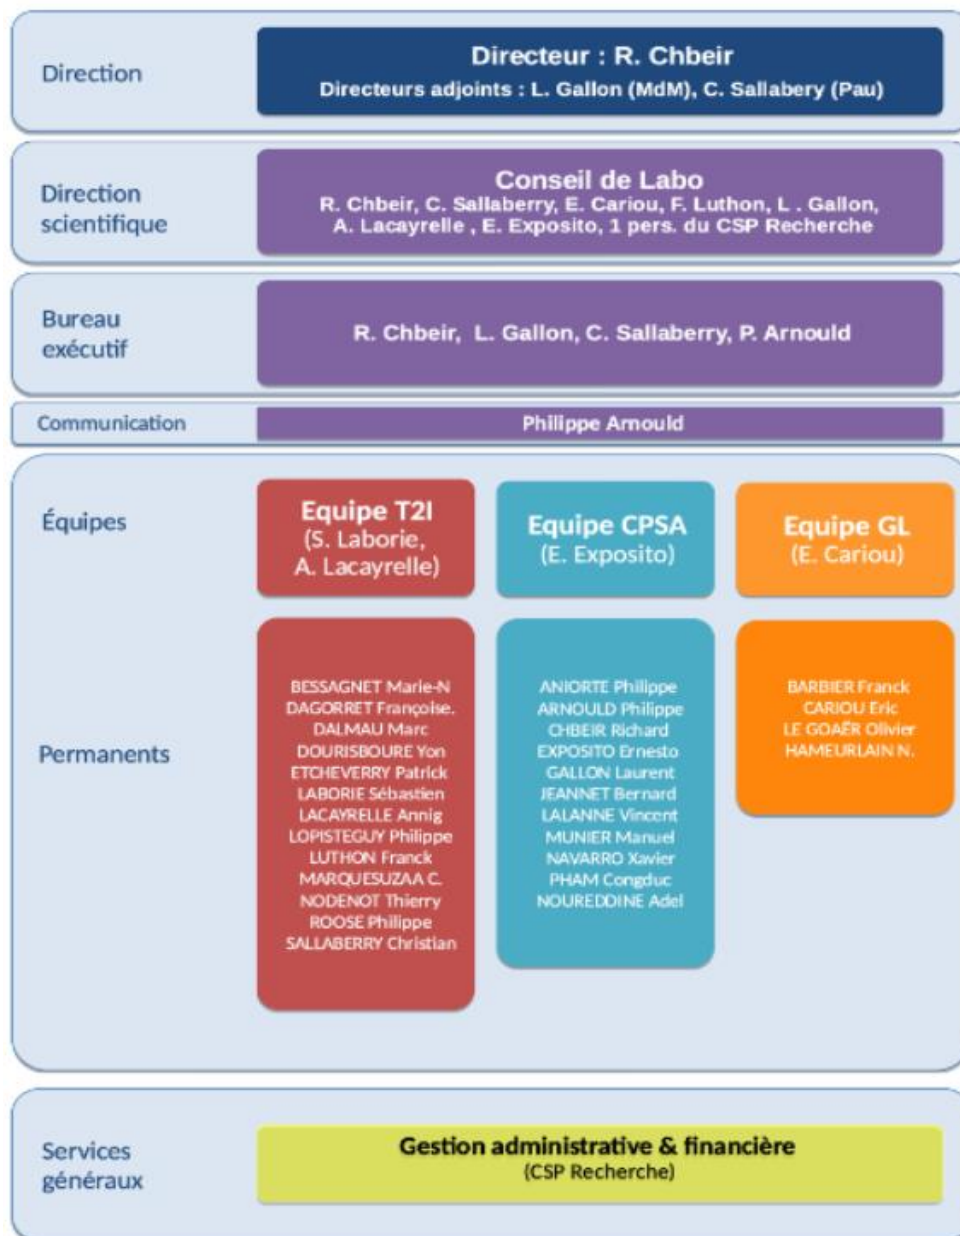 Direction
Directeur : R. Chbeir
Directeurs adjoints : L. Gallon (MdM), C. Sallabery (Pau)
Direction
scientifique
Conseil de Labo
R. Chbeir, C. Sallaberry, E. Cariou, F. Luthon, L . Gallon,
A. Lacayrelle , E. Exposito, 1 pers. du CSP Recherche
Bureau
exécutif
R. Chbeir, L. Gallon, C. Sallaberry, P. Arnould
Communication
Philippe Arnould
Équipes
Equipe T2I
(S. Laborie,
A. Lacayrelle)
Equipe CPSA
(E. Exposito)
Equipe GL
(E. Cariou)
Permanents
BESSAGNET Marie-N
DAGORRET Françoise.
DALMAU Marc
DOURISBOURE Yon
ETCHEVERRY Patrick
LABORIE Sébastien
LACAYRELLE Annig
LOPISTEGUY Philippe
LUTHON Franck
MARQUESUZAA C.
NODENOT Thierry
ROOSE Philippe
SALLABERRY Christian
ANIORTE Philippe
ARNOULD Philippe
CHBEIR Richard
EXPOSITO Ernesto
GALLON Laurent
JEANNET Bernard
LALANNE Vincent
MUNIER Manuel
NAVARRO Xavier
PHAM Congduc
NOUREDDINE Adel
BARBIER Franck
CARIOU Eric
LE GOAËR Olivier
HAMEURLAIN N.
Services
généraux
Gestion administrative & financière
(CSP Recherche)